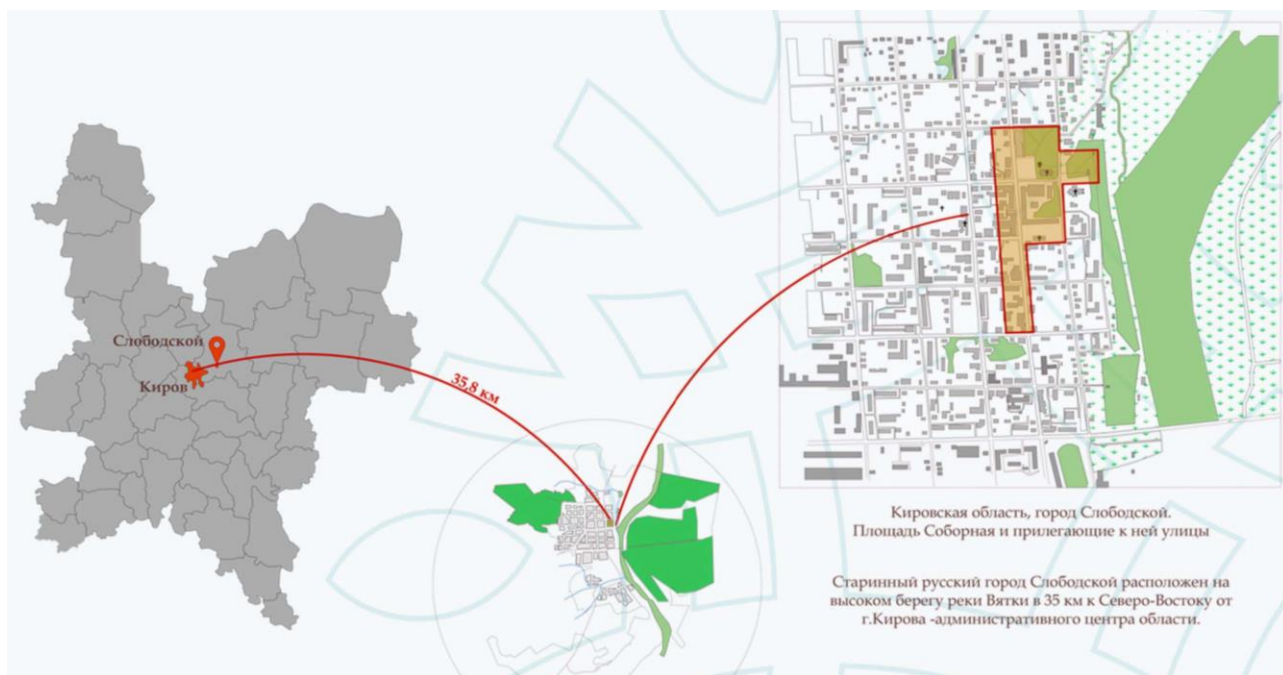 Слободской
Киров
35,8 км
Кировская область, город Слободской.
Площадь Соборная и прилегающие к ней улицы
Старинный русский город Слободской расположен на
высоком берегу реки Вятки в 35 км к Северо-Востоку от
г.Кирова -административного центра области.